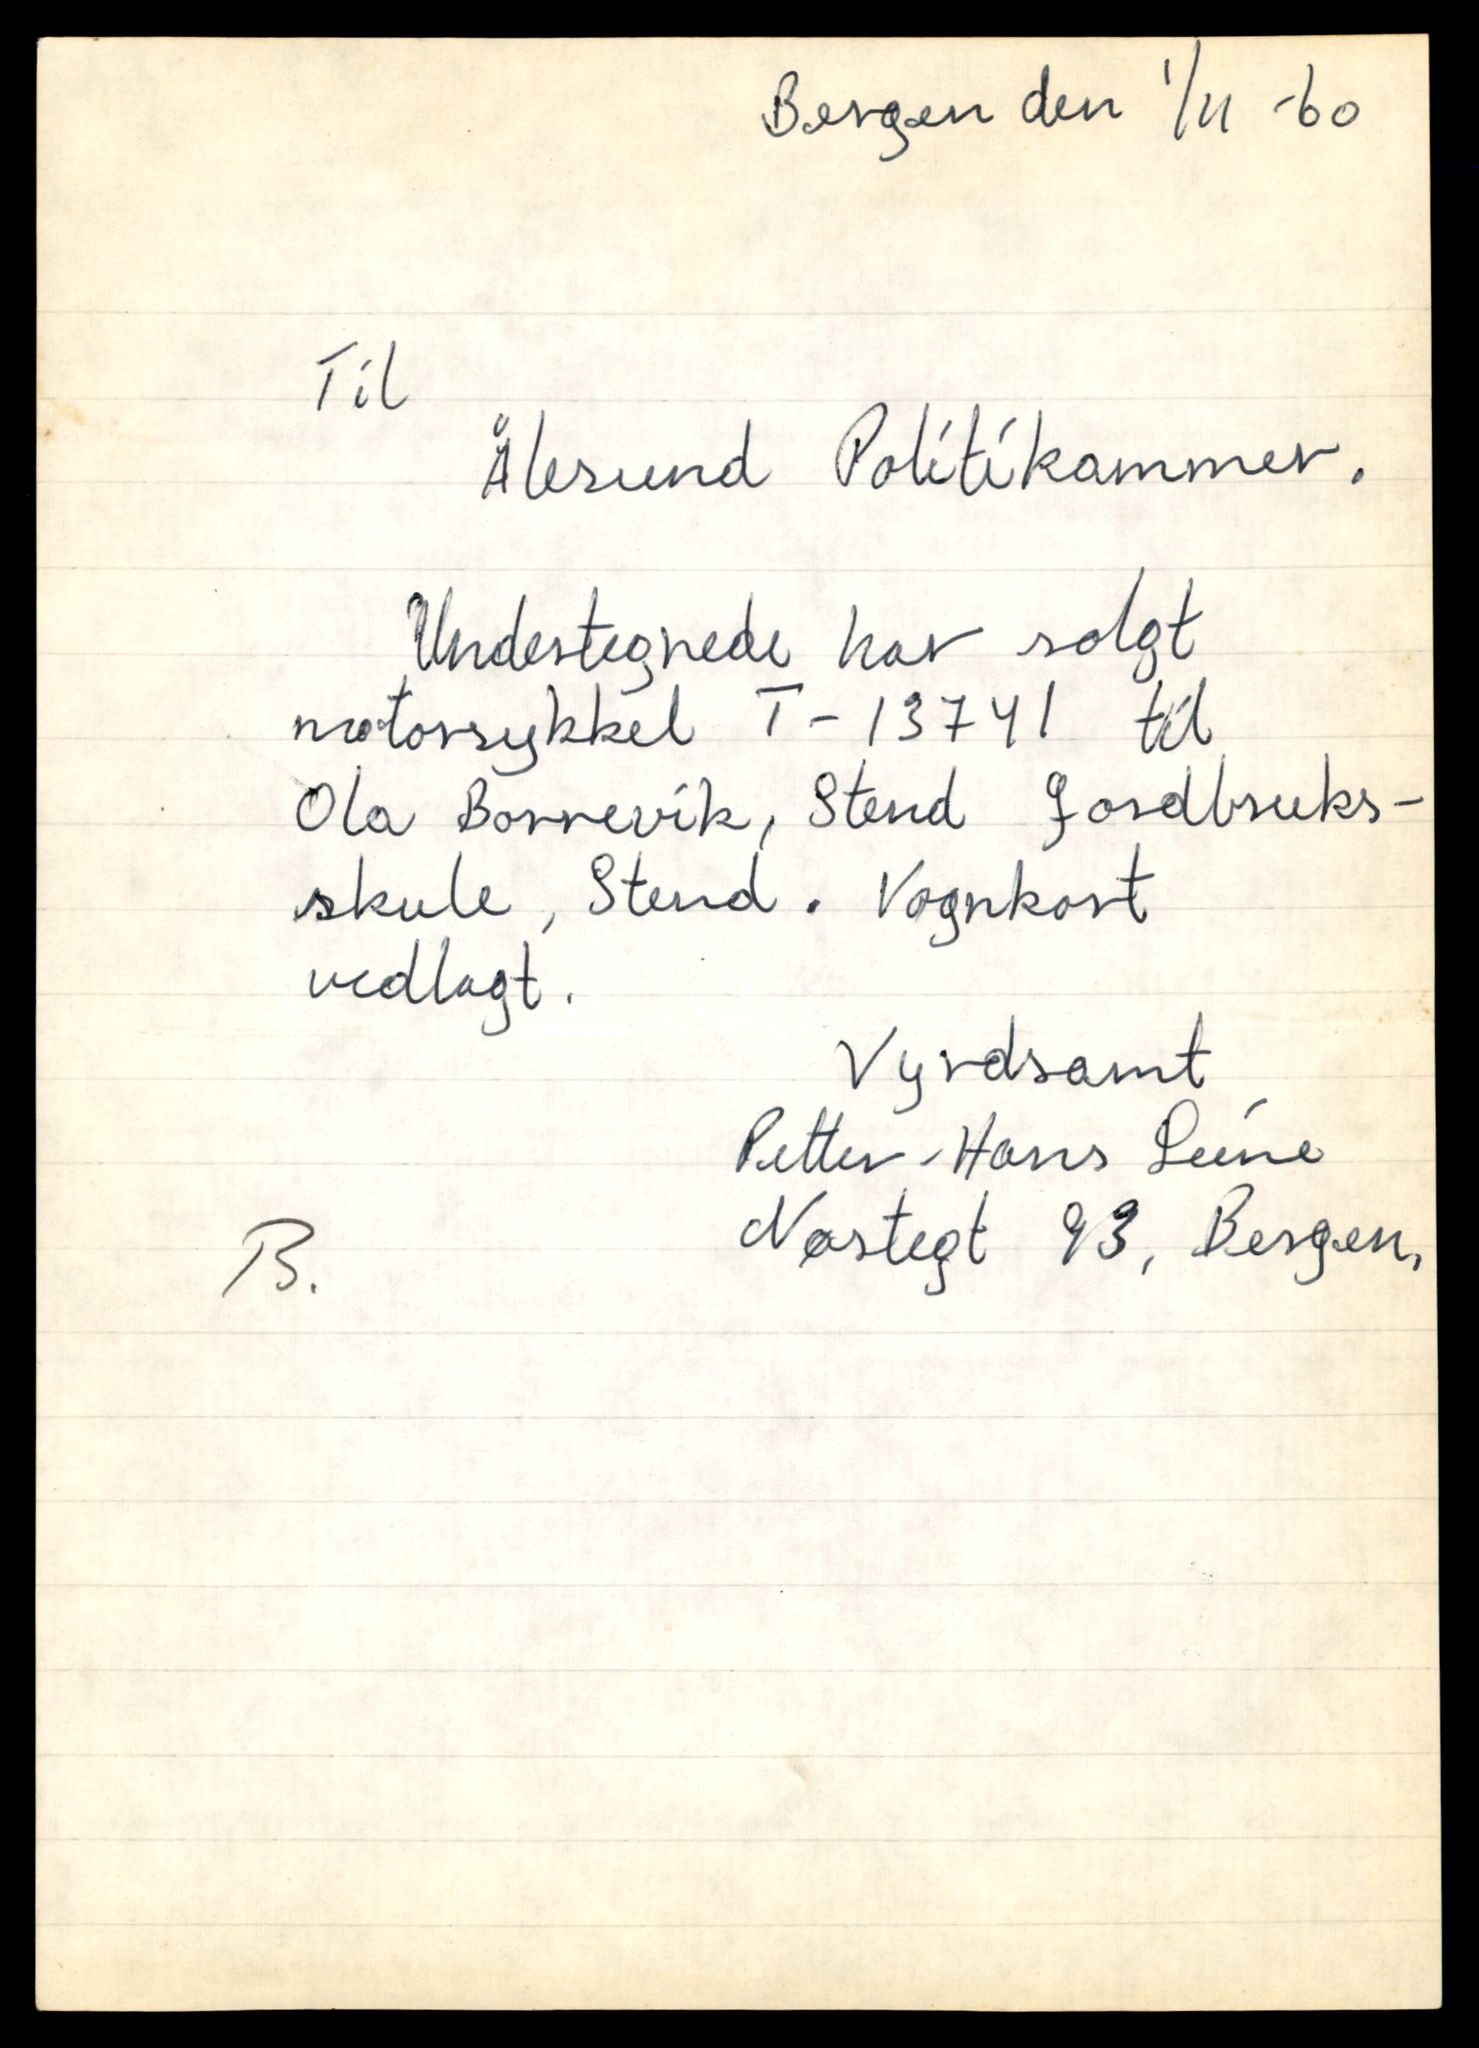 Bergen den 1/11 -60
Til
Ålesund Politikammer.
Undestegnede har solgt
motorsykkel T-13741 til
Ola Borrevik, Stend Jordbruks-
skule, Stend. Vognkort
vedlagt.
Vyrdsamt
Petter-Hans Leine
Nøstegt 93, Bergen.
B.